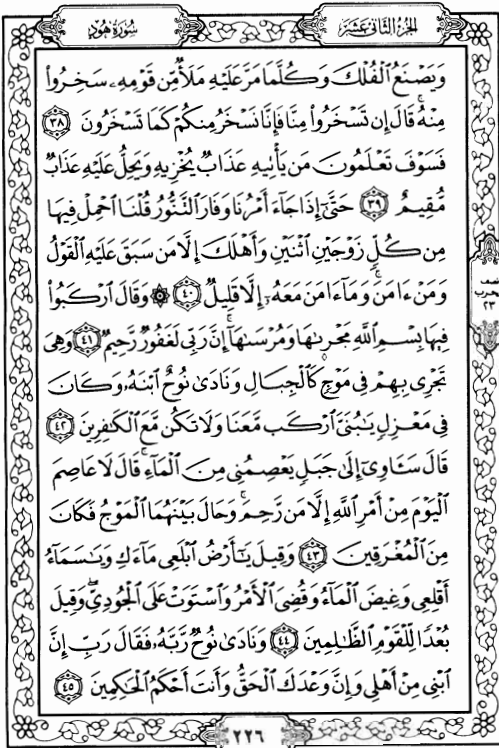 الجزء الثاني عشر
سورة هود
وَيَصْنَعُ ٱلْفُلْكَ وَكُلَّمَا مَرَّ عَلَيْهِ مَلَأٌ مِّن قَوْمِهِۦ سَخِرُوا۟
مِنْهُ ۚ قَالَ إِن تَسْخَرُوا۟ مِنَّا فَإِنَّا نَسْخَرُ مِنكُمْ كَمَا تَسْخَرُونَ ٣٨
فَسَوْفَ تَعْلَمُونَ مَن يَأْتِيهِ عَذَابٌ يُخْزِيهِ وَيَحِلُّ عَلَيْهِ عَذَابٌ
مُّقِيمٌ ٣٩ حَتَّىٰٓ إِذَا جَآءَ أَمْرُنَا وَفَارَ ٱلتَّنُّورُ قُلْنَا ٱحْمِلْ فِيهَا
مِن كُلٍّ زَوْجَيْنِ ٱثْنَيْنِ وَأَهْلَكَ إِلَّا مَن سَبَقَ عَلَيْهِ ٱلْقَوْلُ
وَمَنْ ءَامَنَ ۚ وَمَآ ءَامَنَ مَعَهُۥٓ إِلَّا قَلِيلٌ ٤٠ ۞ وَقَالَ ٱرْكَبُوا۟
فِيهَا بِسْمِ ٱللَّهِ مَجْر۪ىٰهَا وَمُرْسَىٰهَآ ۚ إِنَّ رَبِّى لَغَفُورٌ رَّحِيمٌ ٤١ وَهِىَ
تَجْرِى بِهِمْ فِى مَوْجٍ كَٱلْجِبَالِ وَنَادَىٰ نُوحٌ ٱبْنَهُۥ وَكَانَ
فِى مَعْزِلٍ يَٰبُنَىَّ ٱرْكَب مَّعَنَا وَلَا تَكُن مَّعَ ٱلْكَٰفِرِينَ ٤٢
قَالَ سَـَٔاوِىٓ إِلَىٰ جَبَلٍ يَعْصِمُنِى مِنَ ٱلْمَآءِ ۚ قَالَ لَا عَاصِمَ
ٱلْيَوْمَ مِنْ أَمْرِ ٱللَّهِ إِلَّا مَن رَّحِمَ ۚ وَحَالَ بَيْنَهُمَا ٱلْمَوْجُ فَكَانَ
مِنَ ٱلْمُغْرَقِينَ ٤٣ وَقِيلَ يَٰٓأَرْضُ ٱبْلَعِى مَآءَكِ وَيَٰسَمَآءُ
أَقْلِعِى وَغِيضَ ٱلْمَآءُ وَقُضِىَ ٱلْأَمْرُ وَٱسْتَوَتْ عَلَى ٱلْجُودِىِّ ۖ وَقِيلَ
بُعْدًا لِّلْقَوْمِ ٱلظَّٰلِمِينَ ٤٤ وَنَادَىٰ نُوحٌ رَّبَّهُۥ فَقَالَ رَبِّ إِنَّ
ٱبْنِى مِنْ أَهْلِى وَإِنَّ وَعْدَكَ ٱلْحَقُّ وَأَنتَ أَحْكَمُ ٱلْحَٰكِمِينَ ٤٥
٢٢٦